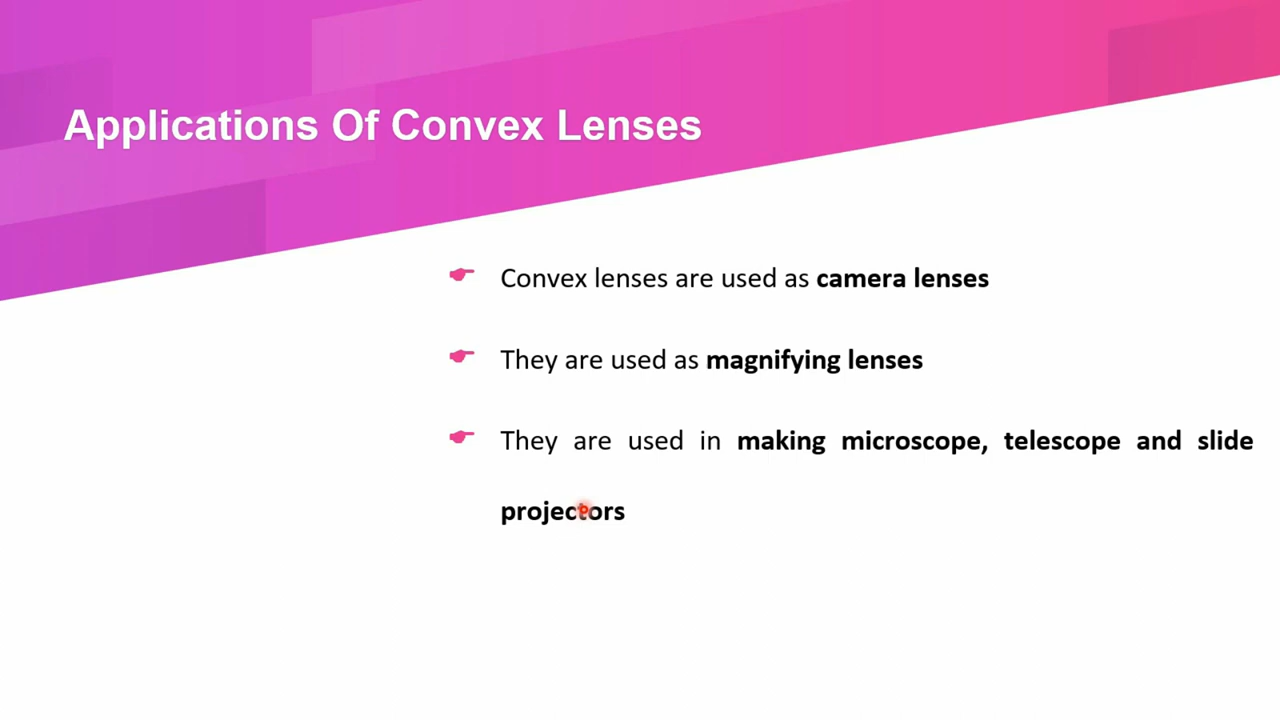 Applications Of Convex Lenses
Convex lenses are used as camera lenses
They are used as magnifying lenses
They are used in making microscope, telescope and slide
projectors